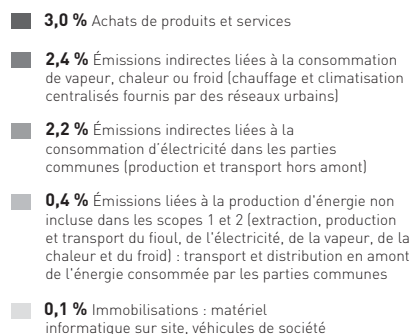 3,0 % Achats de produits et services
2,4 % Émissions indirectes liées à la consommation
de vapeur, chaleur ou froid (chauffage et climatisation
centralisés fournis par des réseaux urbains)
2,2 % Émissions indirectes liées à la
consommation d'électricité dans les parties
communes (production et transport hors amont)
0,4 % Émissions liées à la production d'énergie non
incluse dans les scopes 1 et 2 (extraction, production
et transport du fioul, de l'électricité, de la vapeur, de la
chaleur et du froid) : transport et distribution en amont
de l'énergie consommée par les parties communes
0,1 % Immobilisations : matériel
informatique sur site, véhicules de société